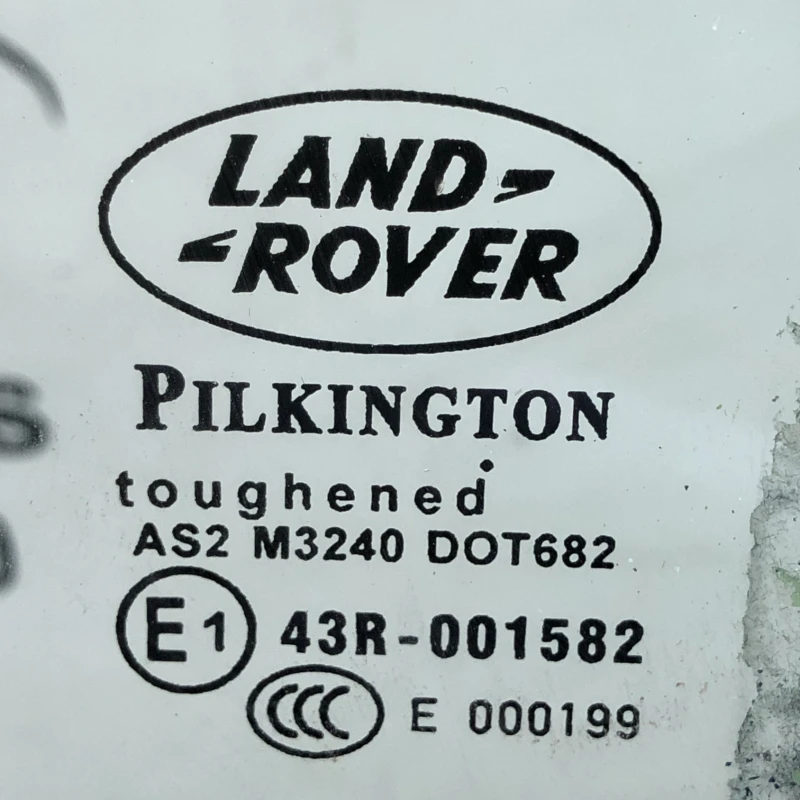 LAND
ROVER
PILKINGTON
toughened
AS2 M3240 DOT682
E1 43R-001582
CCC E 000199